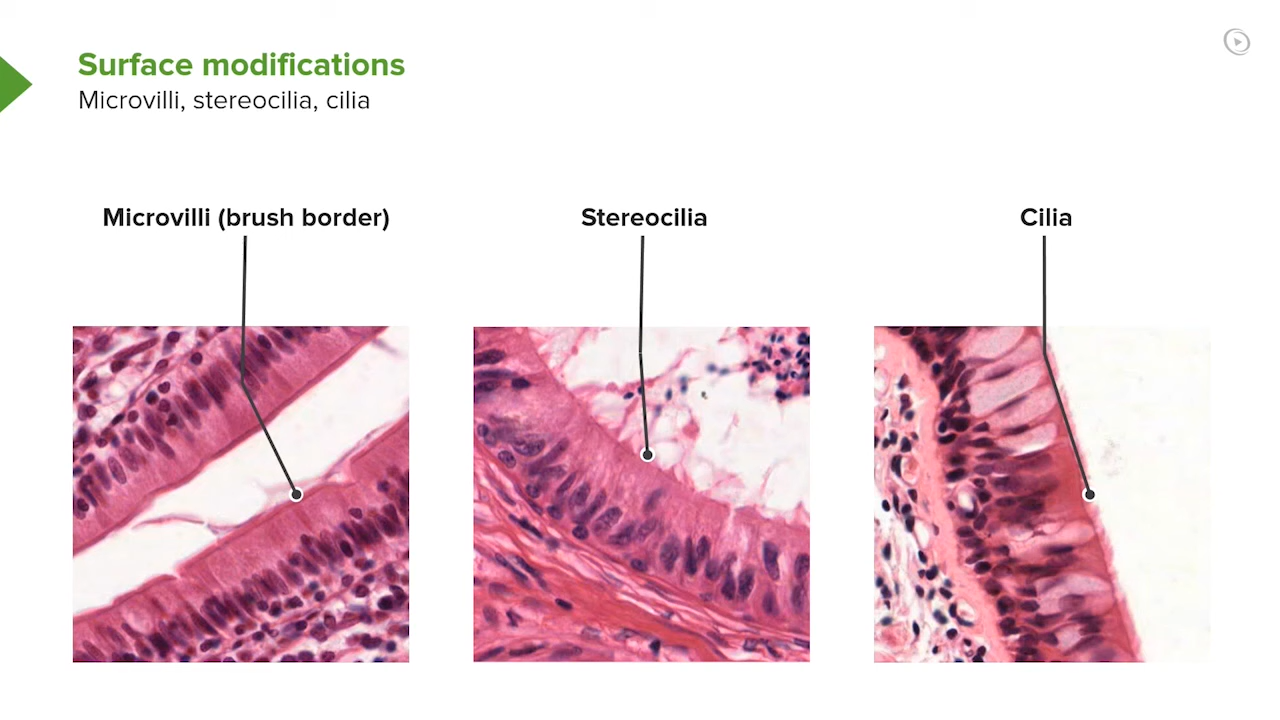 Surface modifications
Microvilli, stereocilia, cilia
Microvilli (brush border)
Stereocilia
Cilia